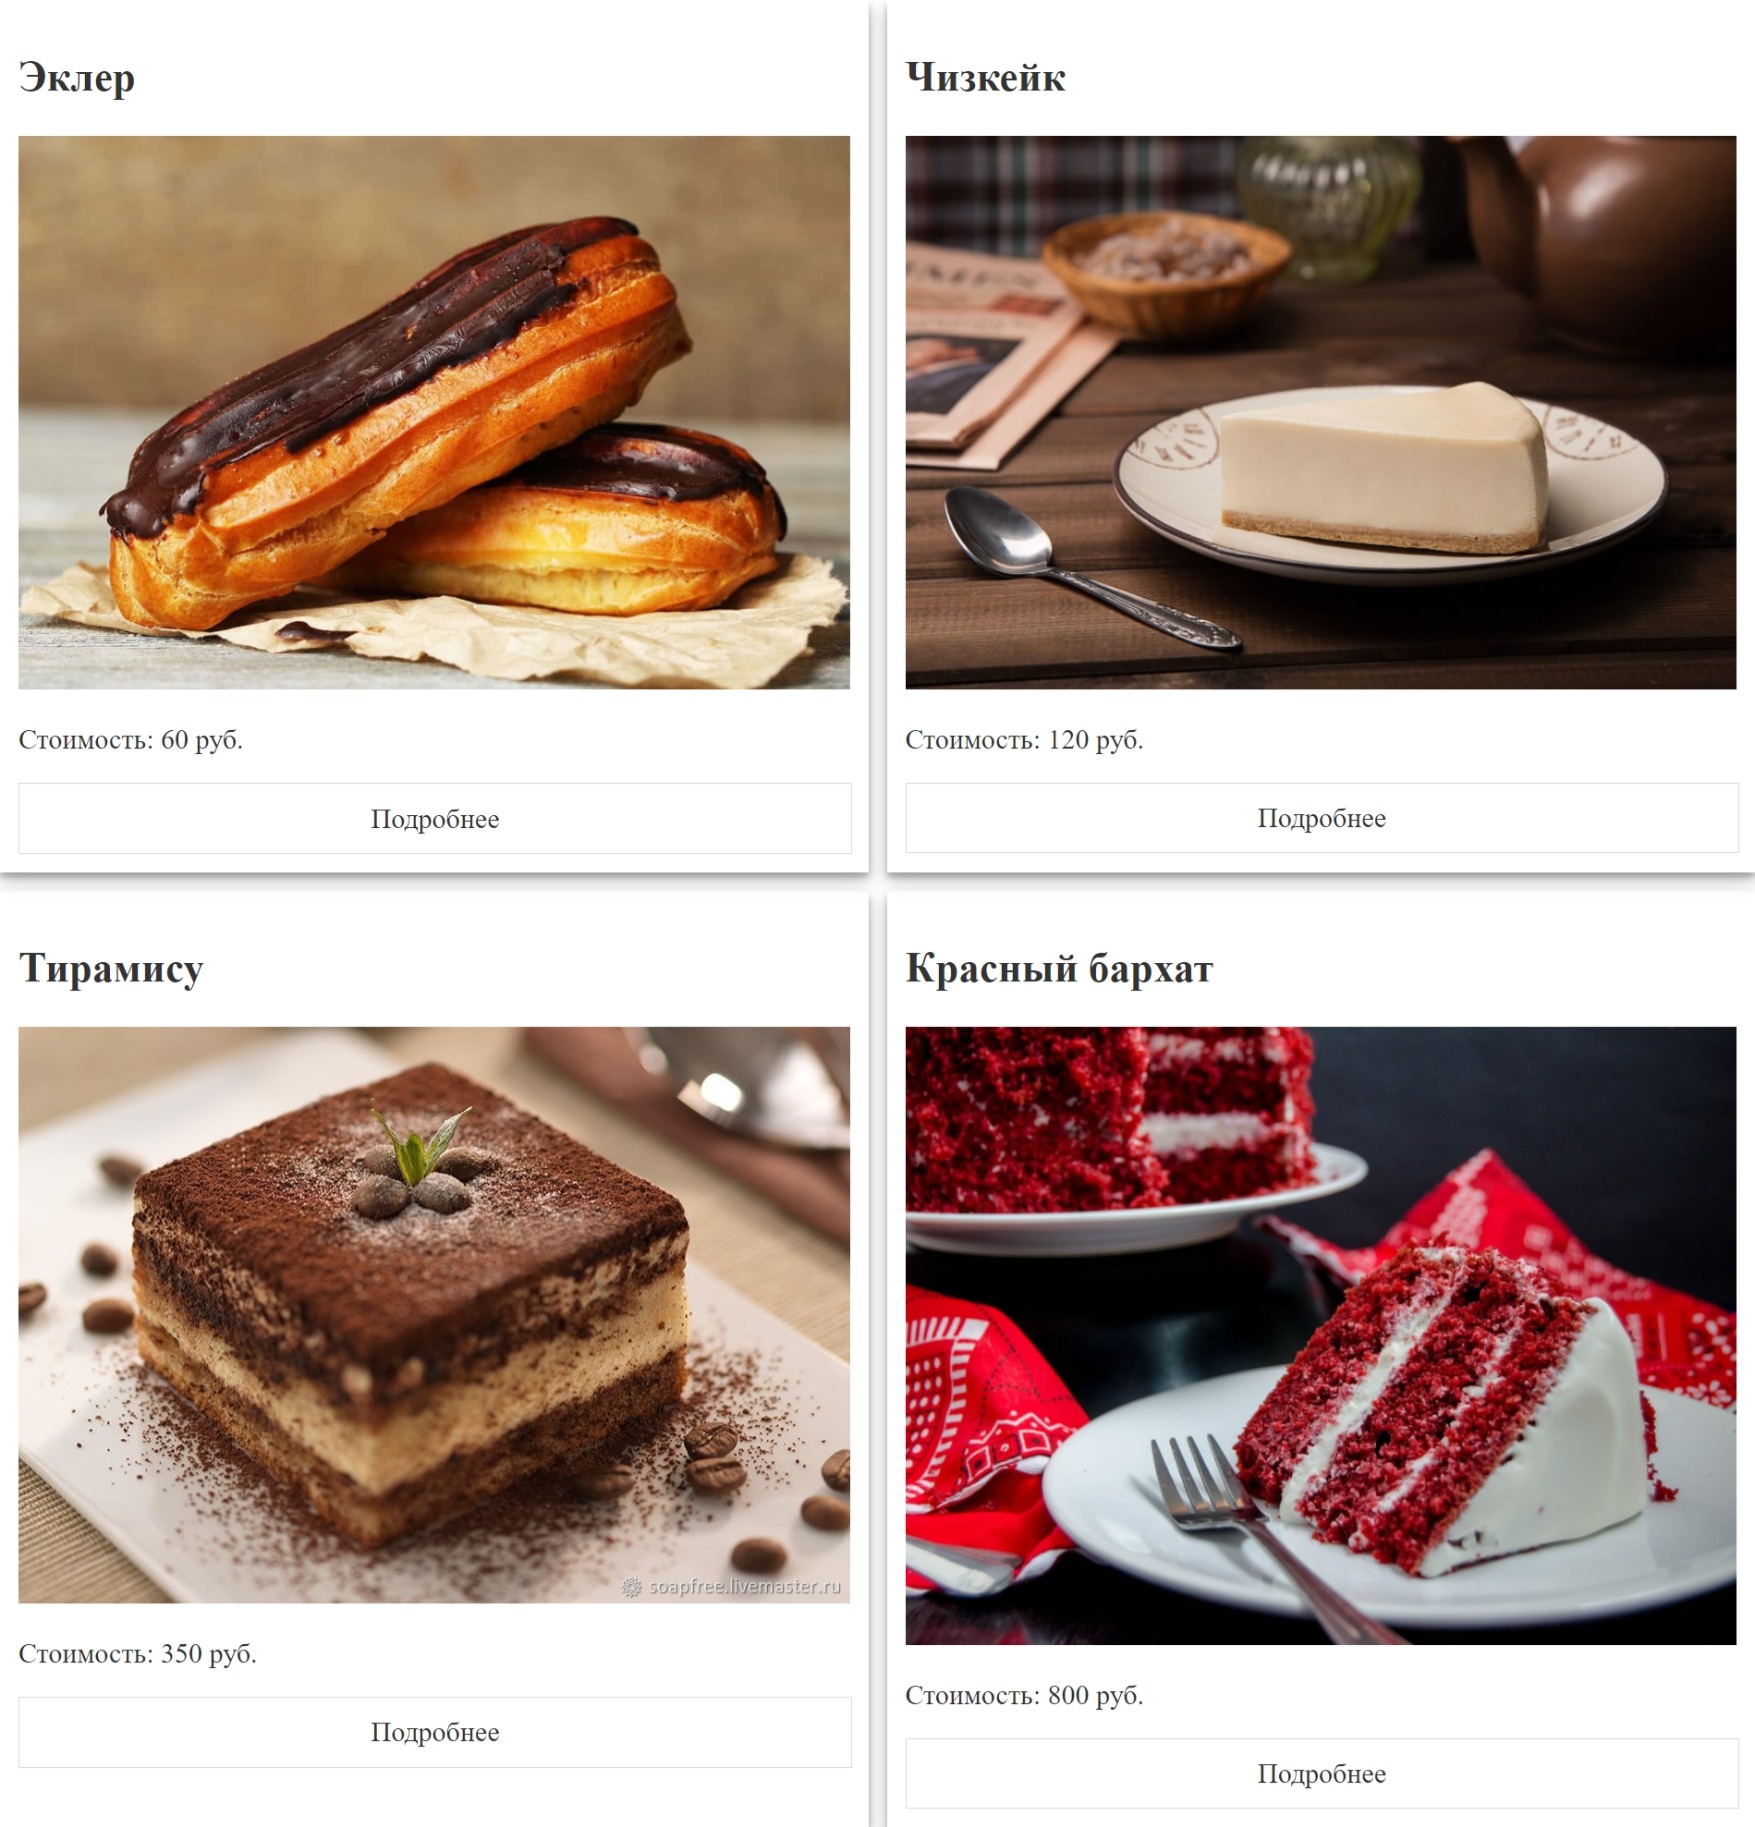 Эклер
Стоимость: 60 руб.
Подробнее
Чизкейк
Стоимость: 120 руб.
Подробнее
Тирамису
soapfree.livemaster.ru
Стоимость: 350 руб.
Подробнее
Красный бархат
Стоимость: 800 руб.
Подробнее